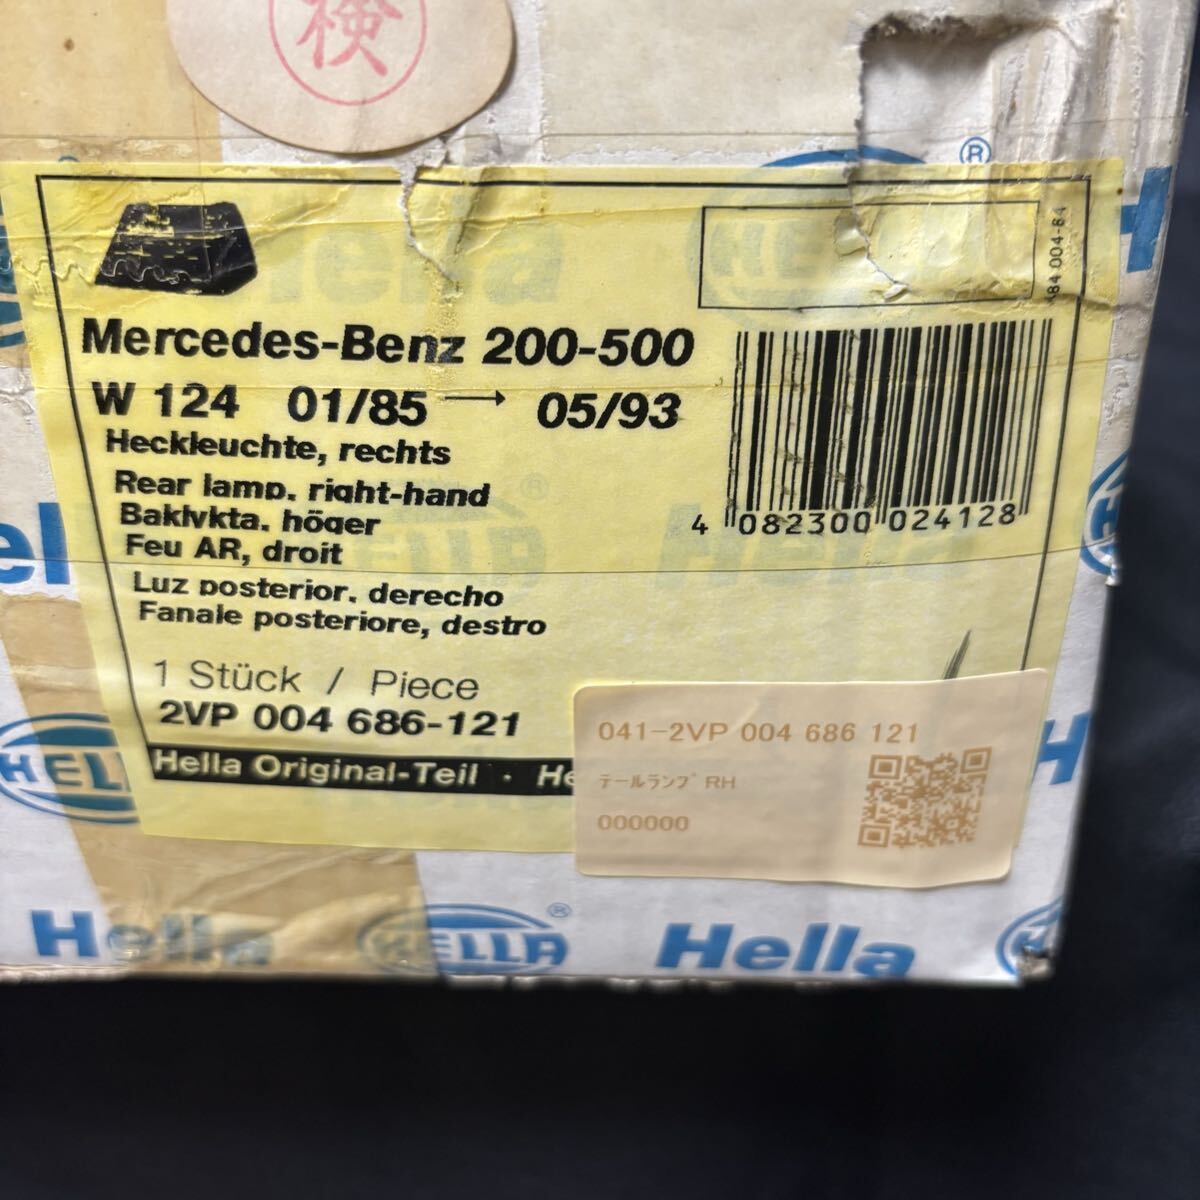 検
®
484 004-84
Mercedes-Benz 200-500
W 124 01/85 → 05/93
Heckleuchte, rechts
Rear lamp, right-hand
Baklykta, höger
Feu AR, droit
Luz posterior, derecho
Fanale posteriore, destro
4 082300 024128
1 Stück / Piece
2VP 004 686-121
Hella Original-Teil · He
041-2VP 004 686 121
テールランプ RH
000000
HELLA
Hella HELLA® Hella